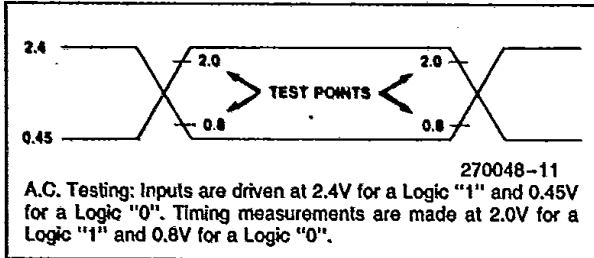 2.4
2.0
2.0
TEST POINTS
0.8
0.8
0.45
270048-11
A.C. Testing: Inputs are driven at 2.4V for a Logic "1" and 0.45V
for a Logic "0". Timing measurements are made at 2.0V for a
Logic "1" and 0.8V for a Logic "0".